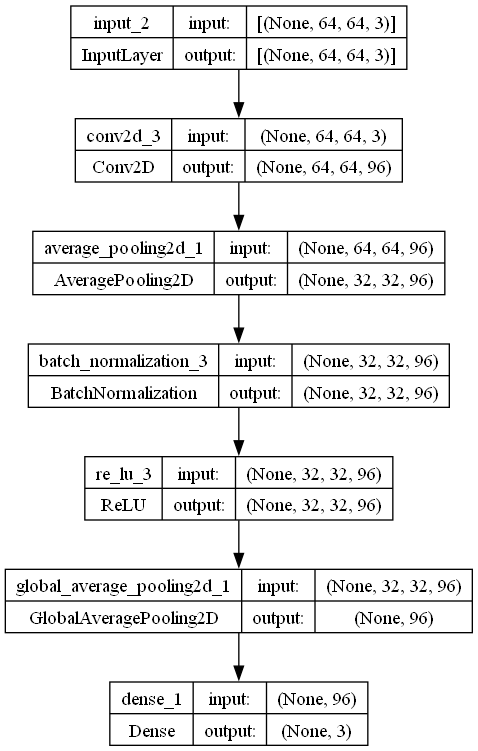 input_2 input: [(None, 64, 64, 3)]
InputLayer output: [(None, 64, 64, 3)]
conv2d_3 input: (None, 64, 64, 3)
Conv2D output: (None, 64, 64, 96)
average_pooling2d_1 input: (None, 64, 64, 96)
AveragePooling2D output: (None, 32, 32, 96)
batch_normalization_3 input: (None, 32, 32, 96)
BatchNormalization output: (None, 32, 32, 96)
re_lu_3 input: (None, 32, 32, 96)
ReLU output: (None, 32, 32, 96)
global_average_pooling2d_1 input: (None, 32, 32, 96)
GlobalAveragePooling2D output: (None, 96)
dense_1 input: (None, 96)
Dense output: (None, 3)